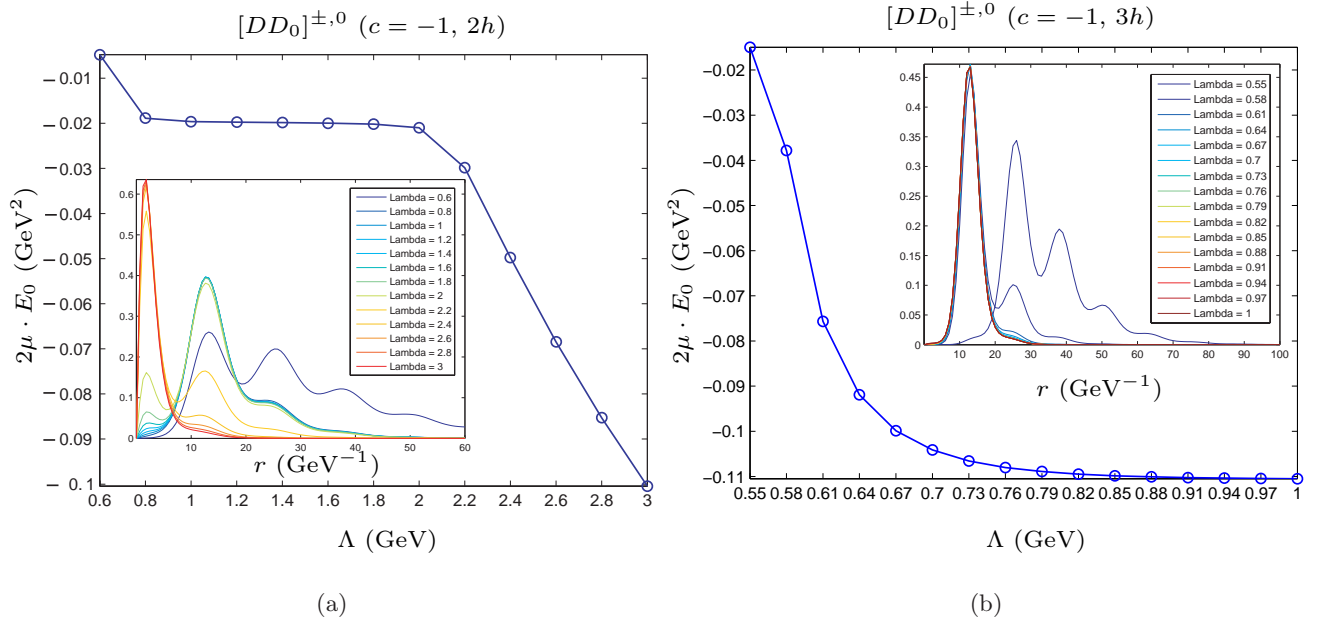 [DD₀]^{±,0} (c = −1, 2h)
− 0.01
− 0.02
− 0.03
− 0.04
− 0.05
− 0.06
− 0.07
− 0.08
− 0.09
− 0.1
2μ · E₀ (GeV²)
0.6 0.8 1 1.2 1.4 1.6 1.8 2 2.2 2.4 2.6 2.8 3
Λ (GeV)
0.6
0.5
0.4
0.3
0.2
0.1
0
10 20 30 40 50 60
r (GeV⁻¹)
Lambda = 0.6
Lambda = 0.8
Lambda = 1
Lambda = 1.2
Lambda = 1.4
Lambda = 1.6
Lambda = 1.8
Lambda = 2
Lambda = 2.2
Lambda = 2.4
Lambda = 2.6
Lambda = 2.8
Lambda = 3
(a)
[DD₀]^{±,0} (c = −1, 3h)
−0.02
−0.03
−0.04
−0.05
−0.06
−0.07
−0.08
−0.09
−0.1
−0.11
2μ · E₀ (GeV²)
0.55 0.58 0.61 0.64 0.67 0.7 0.73 0.76 0.79 0.82 0.85 0.88 0.91 0.94 0.97 1
Λ (GeV)
0.45
0.4
0.35
0.3
0.25
0.2
0.15
0.1
0.05
0
10 20 30 40 50 60 70 80 90 100
r (GeV⁻¹)
Lambda = 0.55
Lambda = 0.58
Lambda = 0.61
Lambda = 0.64
Lambda = 0.67
Lambda = 0.7
Lambda = 0.73
Lambda = 0.76
Lambda = 0.79
Lambda = 0.82
Lambda = 0.85
Lambda = 0.88
Lambda = 0.91
Lambda = 0.94
Lambda = 0.97
Lambda = 1
(b)